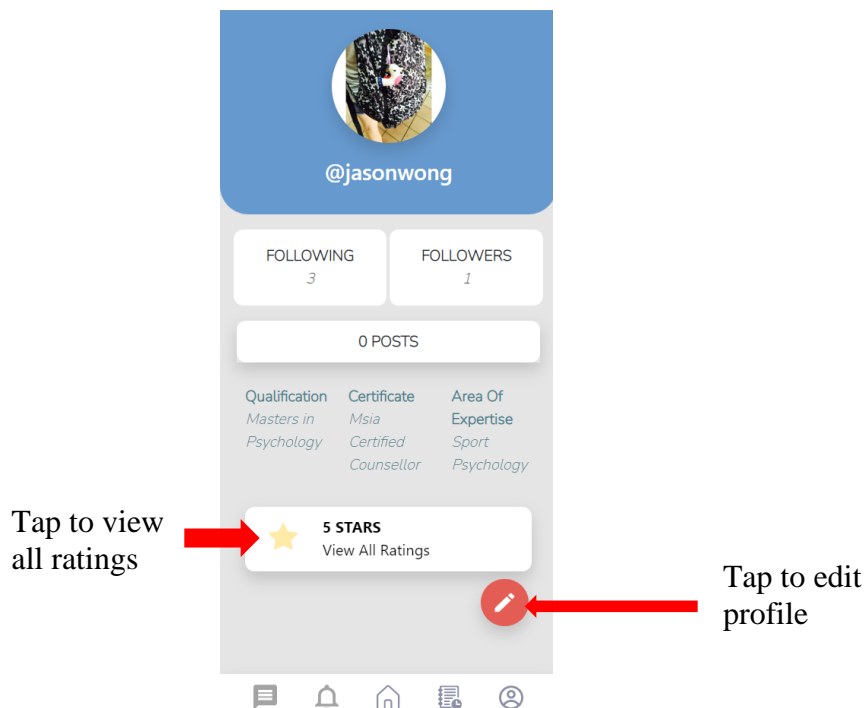 @jasonwong
FOLLOWING
3
FOLLOWERS
1
0 POSTS
Qualification
Masters in
Psychology
Certificate
Msia
Certified
Counsellor
Area Of
Expertise
Sport
Psychology
Tap to view
all ratings
5 STARS
View All Ratings
Tap to edit
profile